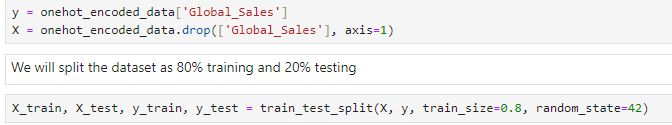 y = onehot_encoded_data['Global_Sales']
X = onehot_encoded_data.drop(['Global_Sales'], axis=1)
We will split the dataset as 80% training and 20% testing
X_train, X_test, y_train, y_test = train_test_split(X, y, train_size=0.8, random_state=42)